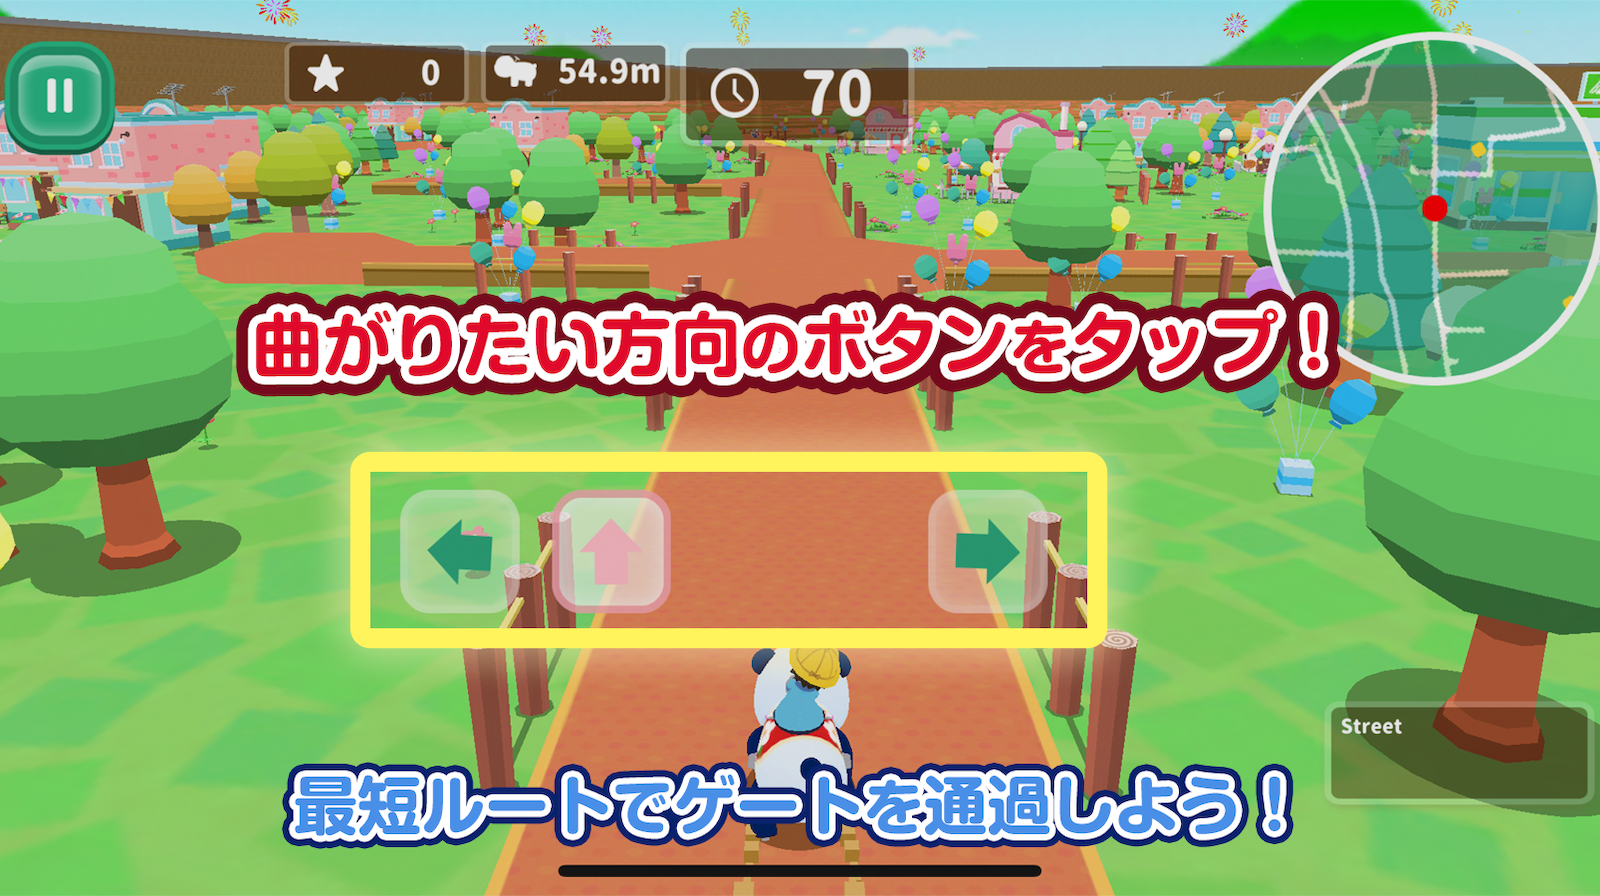 0
54.9m
70
曲がりたい方向のボタンをタップ！
Street
最短ルートでゲートを通過しよう！